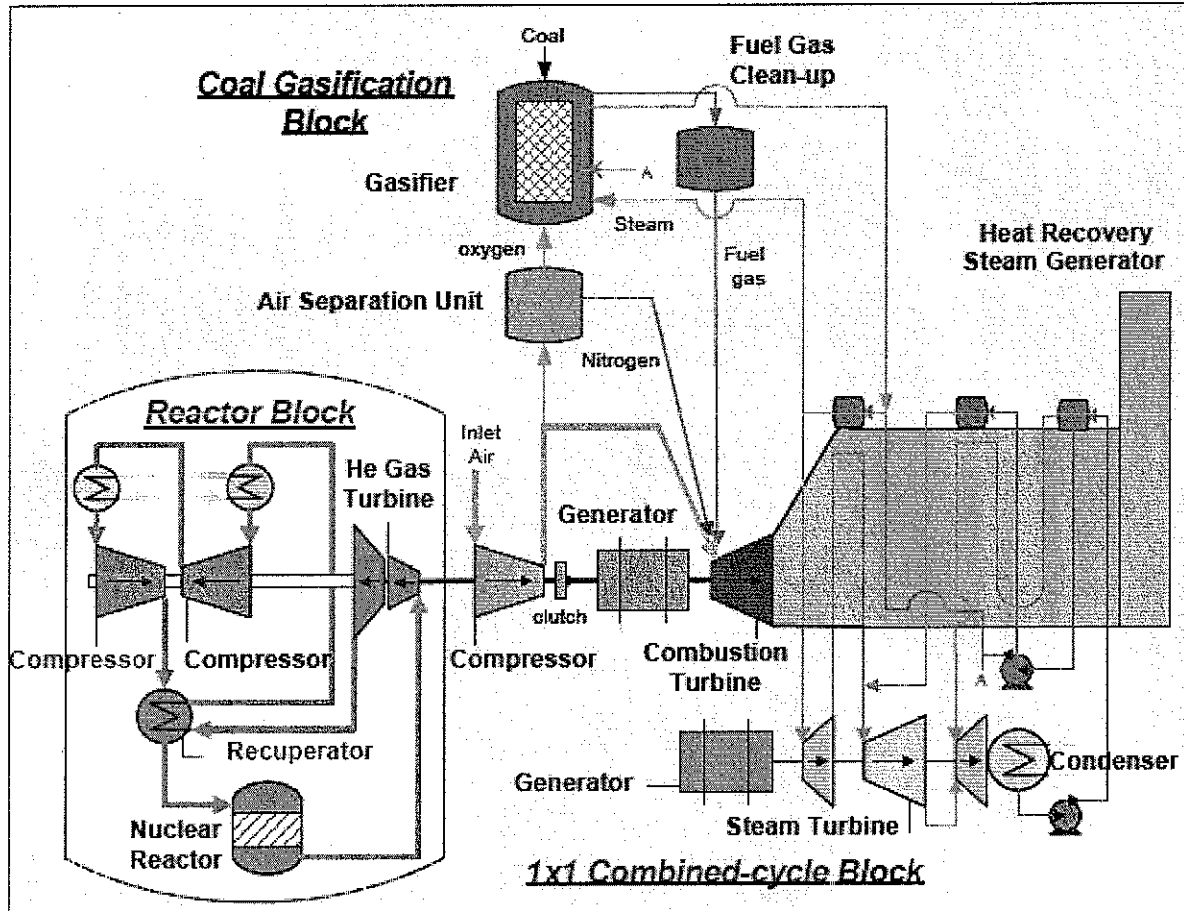 Coal
Fuel Gas
Clean-up
Coal Gasification
Block
Gasifier
A
Steam
oxygen
Fuel
gas
Heat Recovery
Steam Generator
Air Separation Unit
Nitrogen
Reactor Block
Inlet
Air
He Gas
Turbine
Generator
clutch
Compressor
Compressor
Compressor
Combustion
Turbine
A
Recuperator
Generator
Condenser
Steam Turbine
Nuclear
Reactor
1x1 Combined-cycle Block